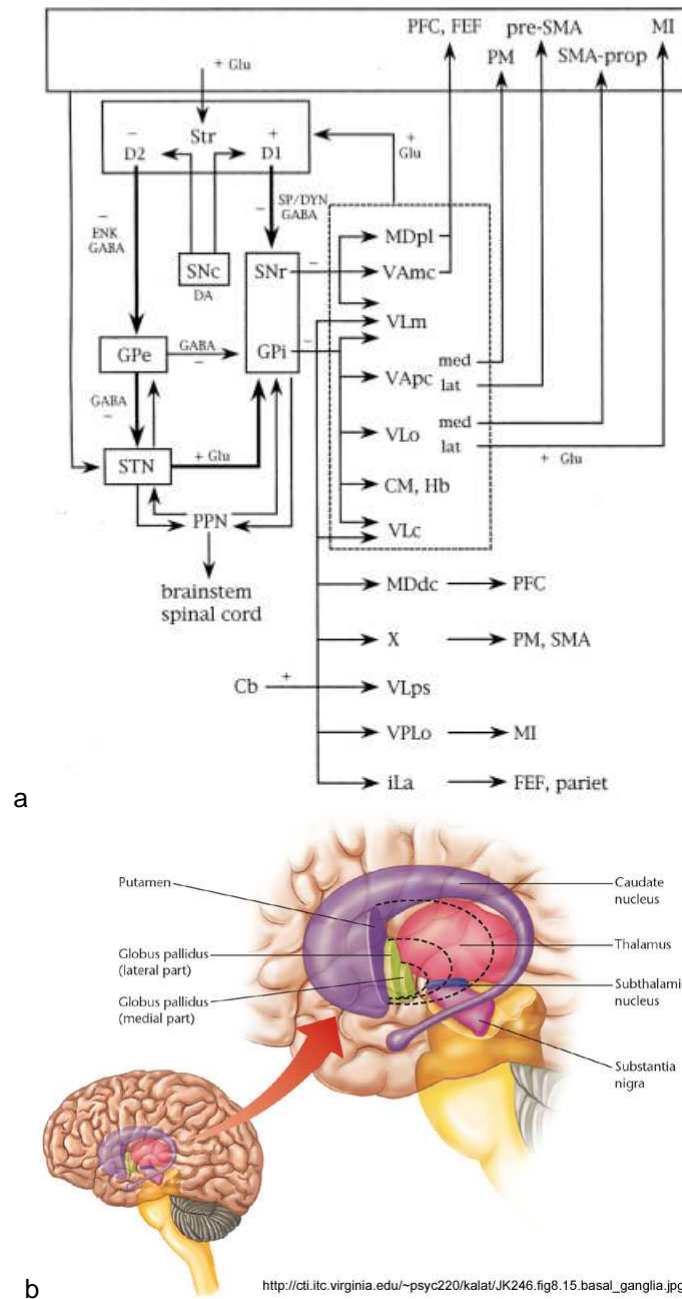 PFC, FEF pre-SMA MI
PM SMA-prop
+ Glu
− Str +
D2 D1
+
Glu
− SP/DYN
GABA
−
ENK
GABA
SNc
DA
SNr −
MDpl
VAmc
VLm
GPe GABA
−
GPi −
VApc med
lat
GABA
−
VLo med
lat
STN + Glu
+ Glu
CM, Hb
PPN
VLc
brainstem
spinal cord
MDdc PFC
X PM, SMA
Cb + VLps
VPLo MI
iLa FEF, pariet
a
Putamen
Caudate
nucleus
Globus pallidus
(lateral part)
Thalamus
Globus pallidus
(medial part)
Subthalami
nucleus
Substantia
nigra
b
http://cti.itc.virginia.edu/~psyc220/kalat/JK246.fig8.15.basal_ganglia.jpg